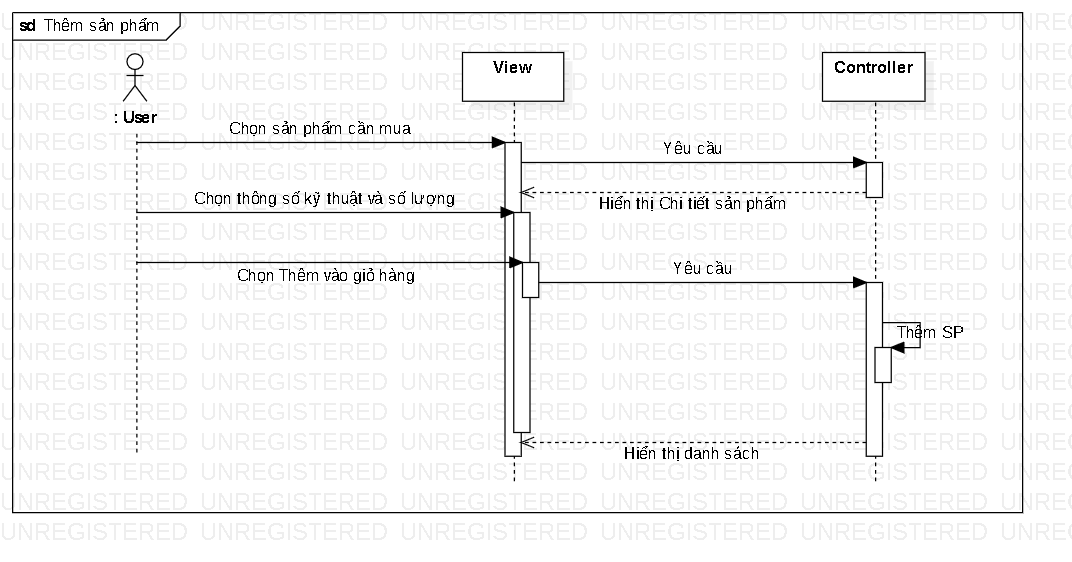 sd Thêm sản phẩm
: User
View
Controller
Chọn sản phẩm cần mua
Yêu cầu
Hiển thị Chi tiết sản phẩm
Chọn thông số kỹ thuật và số lượng
Chọn Thêm vào giỏ hàng
Yêu cầu
Thêm SP
Hiển thị danh sách
UNREGISTERED